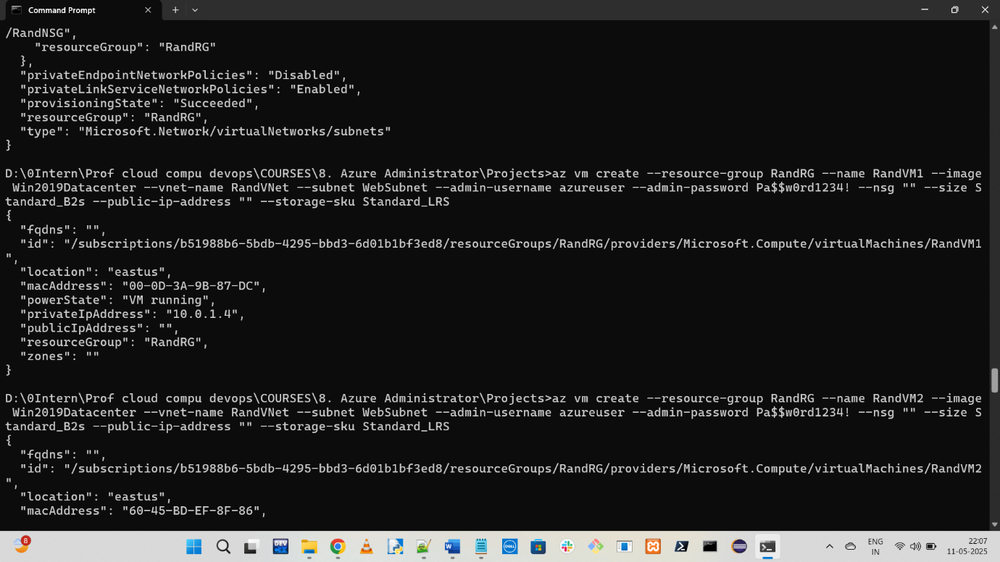 Command Prompt
/RandNSG",
    "resourceGroup": "RandRG"
  },
  "privateEndpointNetworkPolicies": "Disabled",
  "privateLinkServiceNetworkPolicies": "Enabled",
  "provisioningState": "Succeeded",
  "resourceGroup": "RandRG",
  "type": "Microsoft.Network/virtualNetworks/subnets"
}
D:\0Intern\Prof cloud compu devops\COURSES\8. Azure Administrator\Projects>az vm create --resource-group RandRG --name RandVM1 --image
 Win2019Datacenter --vnet-name RandVNet --subnet WebSubnet --admin-username azureuser --admin-password Pa$$w0rd1234! --nsg "" --size S
tandard_B2s --public-ip-address "" --storage-sku Standard_LRS
{
  "fqdns": "",
  "id": "/subscriptions/b51988b6-5bdb-4295-bbd3-6d01b1bf3ed8/resourceGroups/RandRG/providers/Microsoft.Compute/virtualMachines/RandVM1
",
  "location": "eastus",
  "macAddress": "00-0D-3A-9B-87-DC",
  "powerState": "VM running",
  "privateIpAddress": "10.0.1.4",
  "publicIpAddress": "",
  "resourceGroup": "RandRG",
  "zones": ""
}
D:\0Intern\Prof cloud compu devops\COURSES\8. Azure Administrator\Projects>az vm create --resource-group RandRG --name RandVM2 --image
 Win2019Datacenter --vnet-name RandVNet --subnet WebSubnet --admin-username azureuser --admin-password Pa$$w0rd1234! --nsg "" --size S
tandard_B2s --public-ip-address "" --storage-sku Standard_LRS
{
  "fqdns": "",
  "id": "/subscriptions/b51988b6-5bdb-4295-bbd3-6d01b1bf3ed8/resourceGroups/RandRG/providers/Microsoft.Compute/virtualMachines/RandVM2
",
  "location": "eastus",
  "macAddress": "60-45-BD-EF-8F-86",
8
DEV
DELL
ENG
IN
22:07
11-05-2025